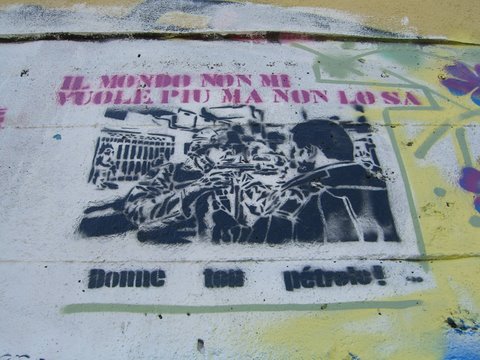 IL MONDO NON MI
VUOLE PIU MA NON LO SA
Donne ton pétrole!